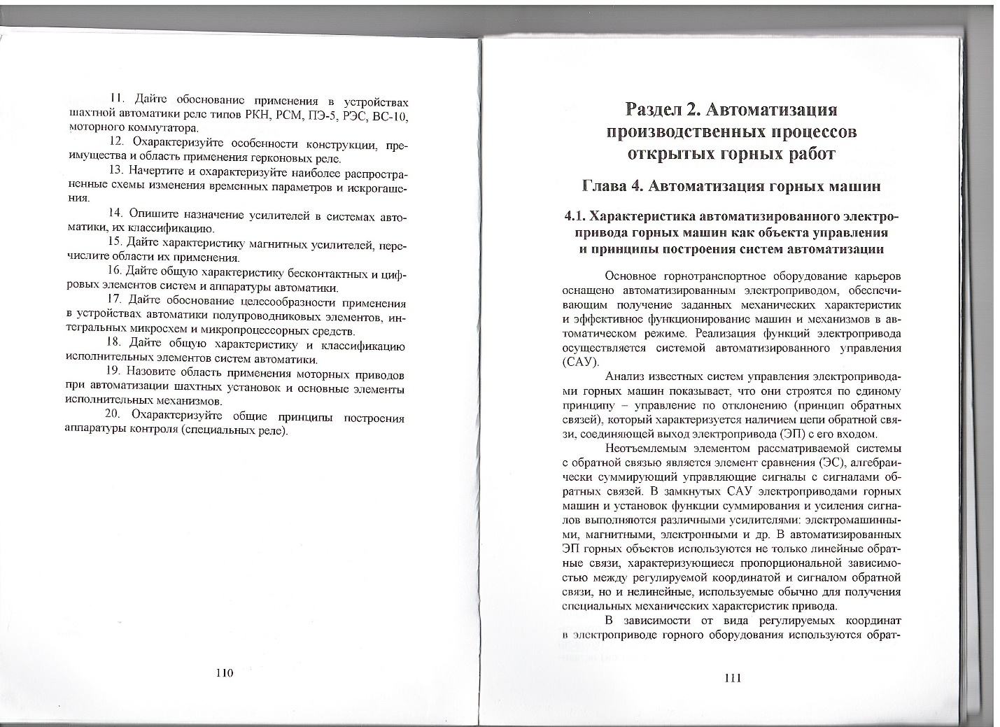 11. Дайте обоснование применения в устройствах
шахтной автоматики реле типов РКН, РСМ, ПЭ-5, РЭС, ВС-10,
моторного коммутатора.
12. Охарактеризуйте особенности конструкции, пре-
имущества и область применения герконовых реле.
13. Начертите и охарактеризуйте наиболее распростра-
ненные схемы изменения временных параметров и искрогаше-
ния.
14. Опишите назначение усилителей в системах авто-
матики, их классификацию.
15. Дайте характеристику магнитных усилителей, пере-
числите области их применения.
16. Дайте общую характеристику бесконтактных и циф-
ровых элементов систем и аппаратуры автоматики.
17. Дайте обоснование целесообразности применения
в устройствах автоматики полупроводниковых элементов, ин-
тегральных микросхем и микропроцессорных средств.
18. Дайте общую характеристику и классификацию
исполнительных элементов систем автоматики.
19. Назовите область применения моторных приводов
при автоматизации шахтных установок и основные элементы
исполнительных механизмов.
20. Охарактеризуйте общие принципы построения
аппаратуры контроля (специальных реле).
110
Раздел 2. Автоматизация
производственных процессов
открытых горных работ
Глава 4. Автоматизация горных машин
4.1. Характеристика автоматизированного электро-
привода горных машин как объекта управления
и принципы построения систем автоматизации
Основное горнотранспортное оборудование карьеров
оснащено автоматизированным электроприводом, обеспечи-
вающим получение заданных механических характеристик
и эффективное функционирование машин и механизмов в ав-
томатическом режиме. Реализация функций электропривода
осуществляется системой автоматизированного управления
(САУ).
Анализ известных систем управления электропривода-
ми горных машин показывает, что они строятся по единому
принципу – управление по отклонению (принцип обратных
связей), который характеризуется наличием цепи обратной свя-
зи, соединяющей выход электропривода (ЭП) с его входом.
Неотъемлемым элементом рассматриваемой системы
с обратной связью является элемент сравнения (ЭС), алгебраи-
чески суммирующий управляющие сигналы с сигналами об-
ратных связей. В замкнутых САУ электроприводами горных
машин и установок функции суммирования и усиления сигна-
лов выполняются различными усилителями: электромашинны-
ми, магнитными, электронными и др. В автоматизированных
ЭП горных объектов используются не только линейные обрат-
ные связи, характеризующиеся пропорциональной зависимо-
стью между регулируемой координатой и сигналом обратной
связи, но и нелинейные, используемые обычно для получения
специальных механических характеристик привода.
В зависимости от вида регулируемых координат
в электроприводе горного оборудования используются обрат-
111